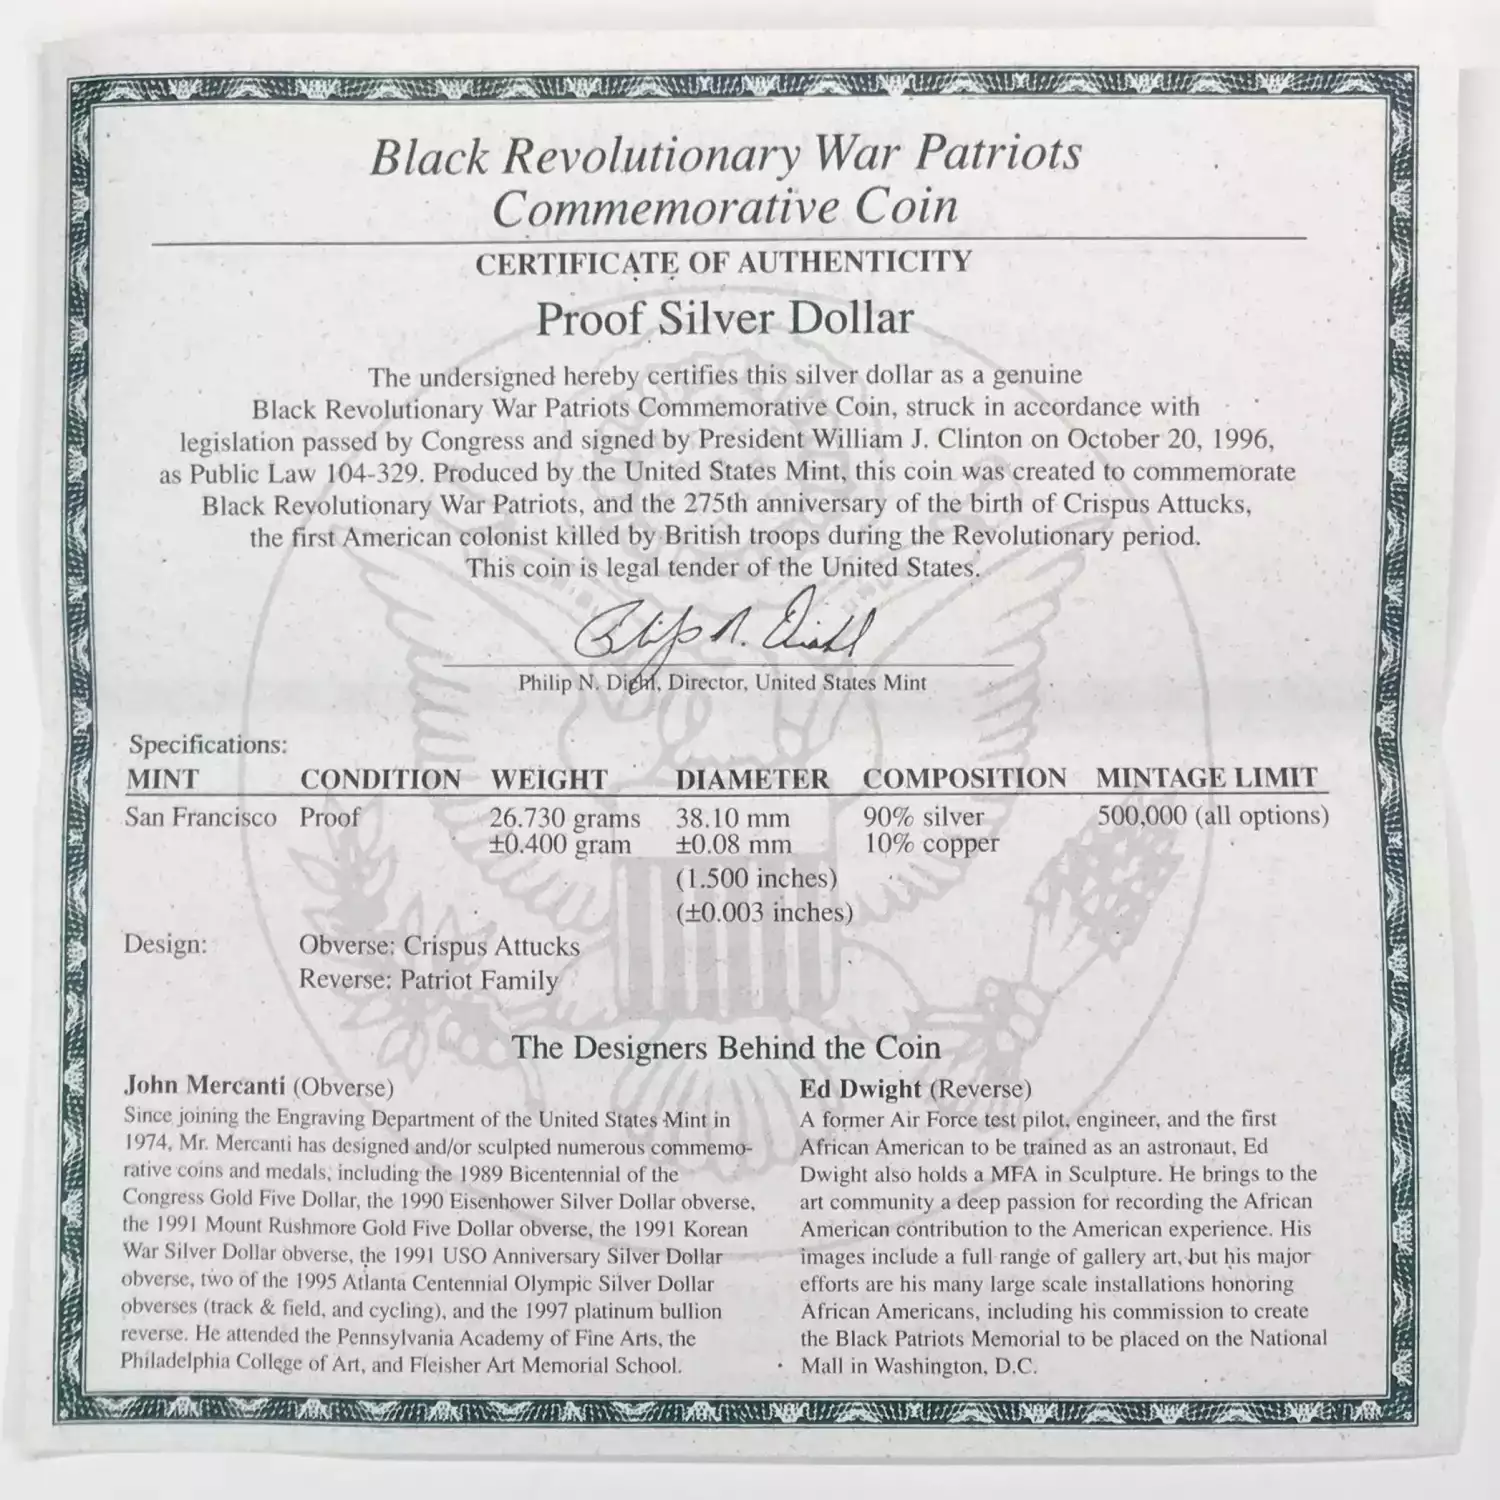 Black Revolutionary War Patriots
Commemorative Coin
CERTIFICATE OF AUTHENTICITY
Proof Silver Dollar
The undersigned hereby certifies this silver dollar as a genuine
Black Revolutionary War Patriots Commemorative Coin, struck in accordance with
legislation passed by Congress and signed by President William J. Clinton on October 20, 1996,
as Public Law 104-329. Produced by the United States Mint, this coin was created to commemorate
Black Revolutionary War Patriots, and the 275th anniversary of the birth of Crispus Attucks,
the first American colonist killed by British troops during the Revolutionary period.
This coin is legal tender of the United States.
Philip N. Diehl
Philip N. Diehl, Director, United States Mint
Specifications:
MINT CONDITION WEIGHT DIAMETER COMPOSITION MINTAGE LIMIT
San Francisco Proof 26.730 grams 38.10 mm 90% silver 500,000 (all options)
±0.400 gram ±0.08 mm 10% copper
(1.500 inches)
(±0.003 inches)
Design: Obverse: Crispus Attucks
Reverse: Patriot Family
The Designers Behind the Coin
John Mercanti (Obverse)
Since joining the Engraving Department of the United States Mint in
1974, Mr. Mercanti has designed and/or sculpted numerous commemo-
rative coins and medals, including the 1989 Bicentennial of the
Congress Gold Five Dollar, the 1990 Eisenhower Silver Dollar obverse,
the 1991 Mount Rushmore Gold Five Dollar obverse, the 1991 Korean
War Silver Dollar obverse, the 1991 USO Anniversary Silver Dollar
obverse, two of the 1995 Atlanta Centennial Olympic Silver Dollar
obverses (track & field, and cycling), and the 1997 platinum bullion
reverse. He attended the Pennsylvania Academy of Fine Arts, the
Philadelphia College of Art, and Fleisher Art Memorial School.
Ed Dwight (Reverse)
A former Air Force test pilot, engineer, and the first
African American to be trained as an astronaut, Ed
Dwight also holds a MFA in Sculpture. He brings to the
art community a deep passion for recording the African
American contribution to the American experience. His
images include a full range of gallery art, but his major
efforts are his many large scale installations honoring
African Americans, including his commission to create
the Black Patriots Memorial to be placed on the National
Mall in Washington, D.C.